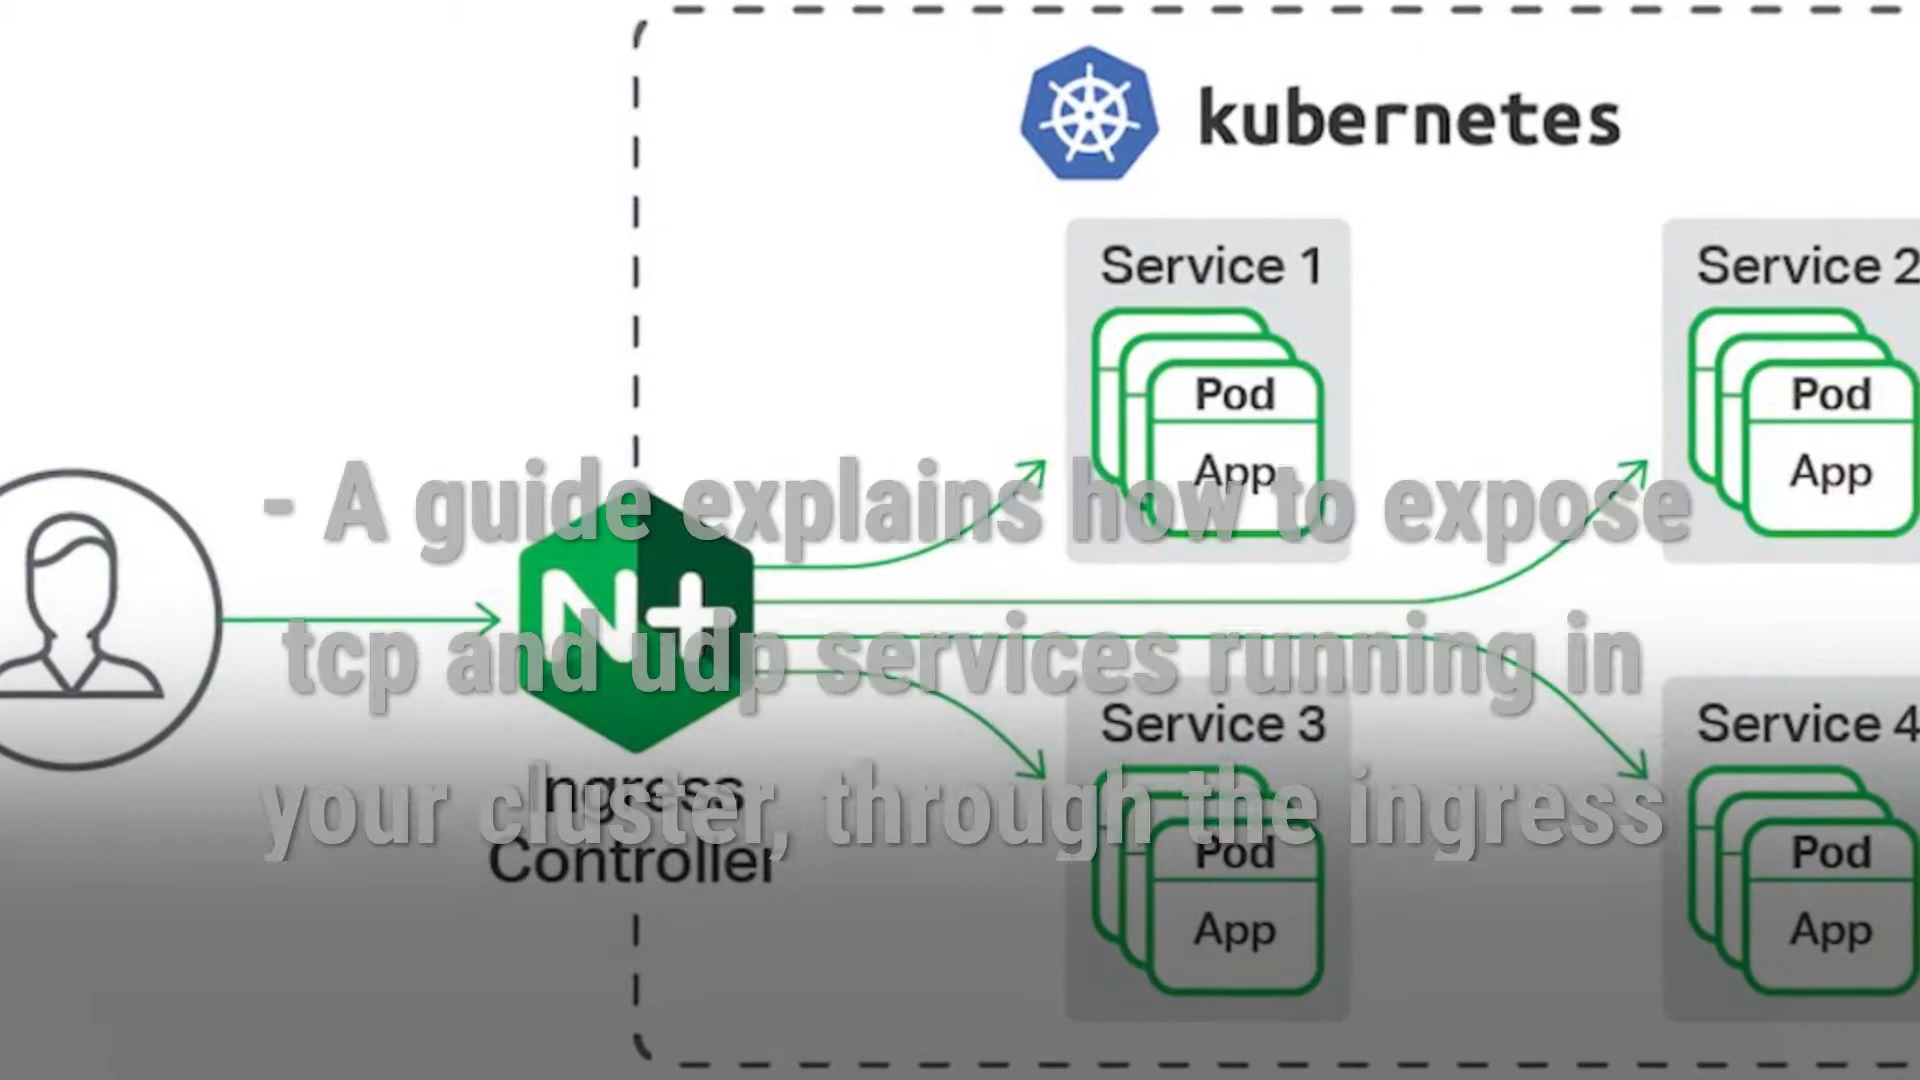 kubernetes
Service 1
Service 2
Pod
Pod
App
App
- A guide explains how to expose
N+
tcp and udp services running in
Service 3
Service 4
Ingress
your cluster, through the ingress
Controller
Pod
Pod
App
App